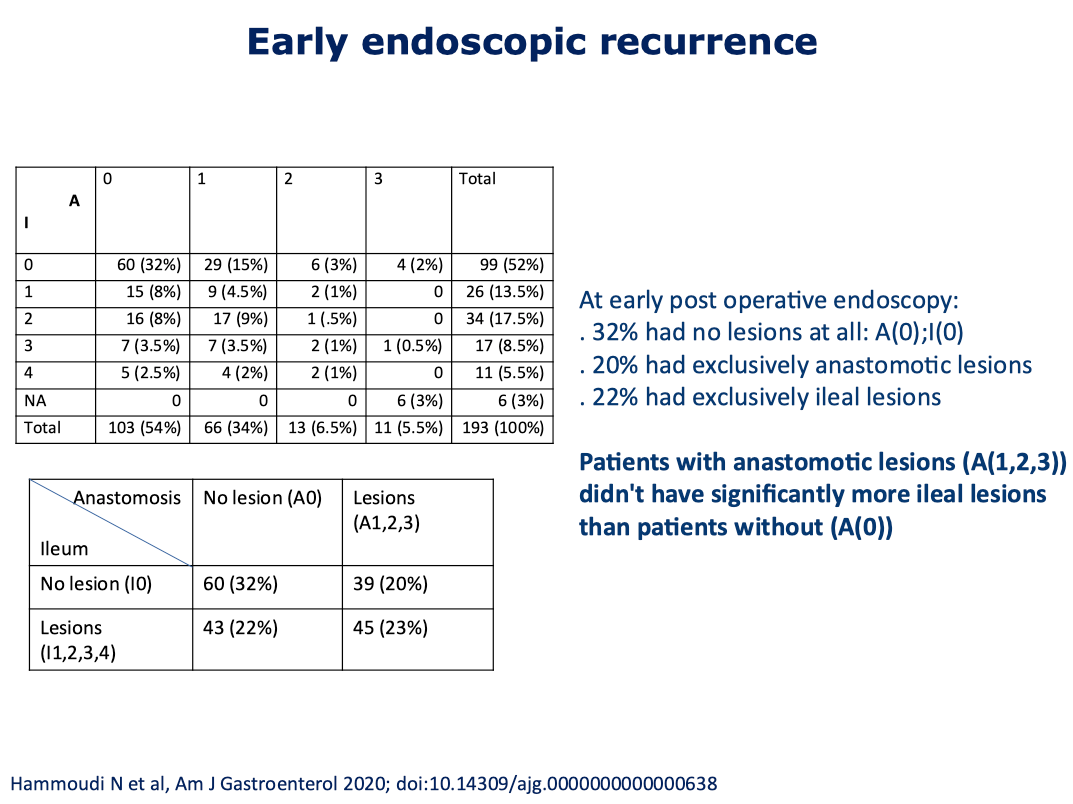 Early endoscopic recurrence
A
I
0 1 2 3 Total
0 60 (32%) 29 (15%) 6 (3%) 4 (2%) 99 (52%)
1 15 (8%) 9 (4.5%) 2 (1%) 0 26 (13.5%)
2 16 (8%) 17 (9%) 1 (.5%) 0 34 (17.5%)
3 7 (3.5%) 7 (3.5%) 2 (1%) 1 (0.5%) 17 (8.5%)
4 5 (2.5%) 4 (2%) 2 (1%) 0 11 (5.5%)
NA 0 0 0 6 (3%) 6 (3%)
Total 103 (54%) 66 (34%) 13 (6.5%) 11 (5.5%) 193 (100%)
Anastomosis
Ileum
No lesion (A0)
Lesions
(A1,2,3)
No lesion (I0) 60 (32%) 39 (20%)
Lesions
(I1,2,3,4)
43 (22%) 45 (23%)
At early post operative endoscopy:
. 32% had no lesions at all: A(0);I(0)
. 20% had exclusively anastomotic lesions
. 22% had exclusively ileal lesions
Patients with anastomotic lesions (A(1,2,3))
didn't have significantly more ileal lesions
than patients without (A(0))
Hammoudi N et al, Am J Gastroenterol 2020; doi:10.14309/ajg.0000000000000638